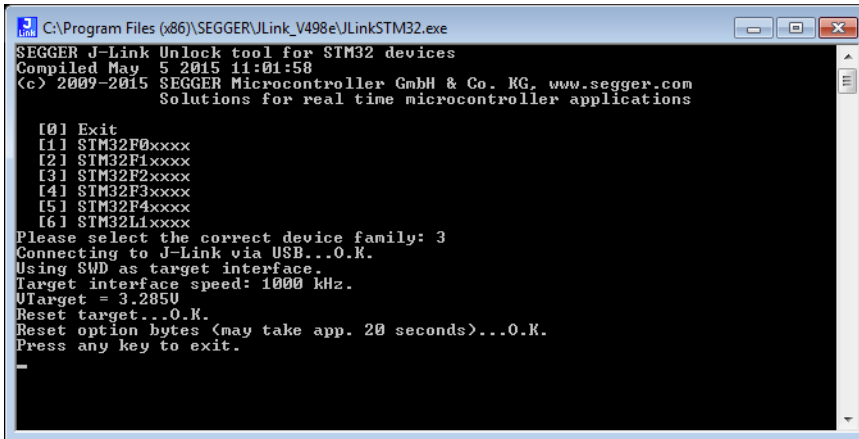 C:\Program Files (x86)\SEGGER\JLink_V498e\JLinkSTM32.exe
SEGGER J-Link Unlock tool for STM32 devices
Compiled May  5 2015 11:01:58
(c) 2009-2015 SEGGER Microcontroller GmbH & Co. KG, www.segger.com
Solutions for real time microcontroller applications
[0] Exit
[1] STM32F0xxxx
[2] STM32F1xxxx
[3] STM32F2xxxx
[4] STM32F3xxxx
[5] STM32F4xxxx
[6] STM32L1xxxx
Please select the correct device family: 3
Connecting to J-Link via USB...O.K.
Using SWD as target interface.
Target interface speed: 1000 kHz.
VTarget = 3.285V
Reset target...O.K.
Reset option bytes (may take app. 20 seconds)...O.K.
Press any key to exit.